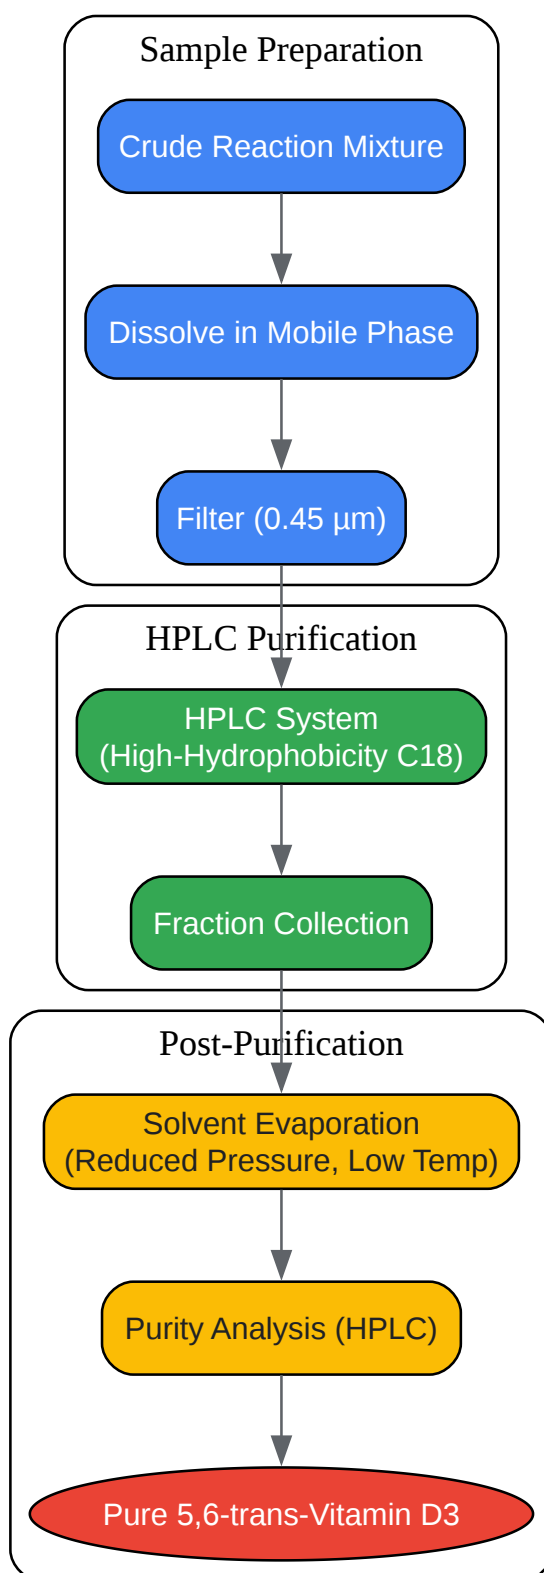 Sample Preparation
Crude Reaction Mixture
Dissolve in Mobile Phase
Filter (0.45 µm)
HPLC Purification
HPLC System
(High-Hydrophobicity C18)
Fraction Collection
Post-Purification
Solvent Evaporation
(Reduced Pressure, Low Temp)
Purity Analysis (HPLC)
Pure 5,6-trans-Vitamin D3